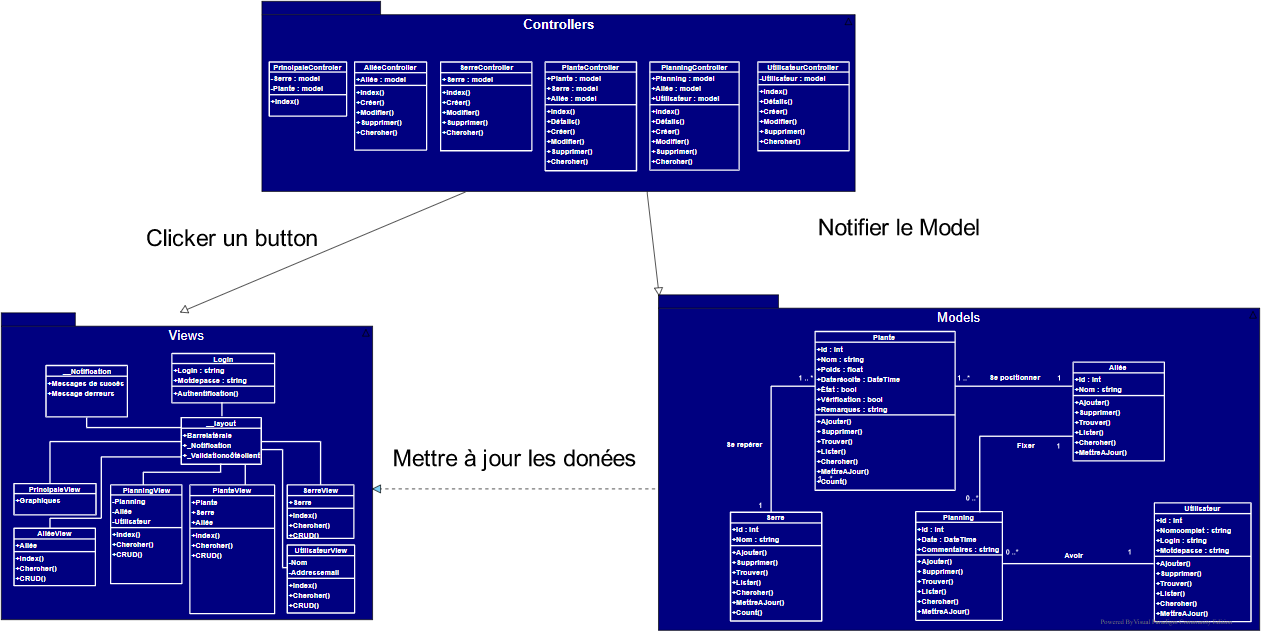 Controllers
PrincipaleControler
-Serre : model
-Plante : model
+Index()
AlléeController
+Allée : model
+Index()
+Créer()
+Modifier()
+Supprimer()
+Chercher()
SerreController
+Serre : model
+Index()
+Créer()
+Modifier()
+Supprimer()
+Chercher()
PlanteController
+Plante : model
+Serre : model
+Allée : model
+Index()
+Détails()
+Créer()
+Modifier()
+Supprimer()
+Chercher()
PlanningController
+Planning : model
+Allée : model
+Utilisateur : model
+Index()
+Détails()
+Créer()
+Modifier()
+Supprimer()
+Chercher()
UtilisateurController
-Utilisateur : model
+Index()
+Détails()
+Créer()
+Modifier()
+Supprimer()
+Chercher()
Clicker un button
Notifier le Model
Mettre à jour les donées
Views
__Notification
+Messages de succès
+Message derreurs
Login
+Login : string
+Motdepasse : string
+Authentification()
__layout
+Barrelatérale
+_Notification
+_Validationcôtéclient
PrincipaleView
+Graphiques
AlléeView
+Allée
+Index()
+Chercher()
+CRUD()
PlanningView
-Planning
-Allée
-Utilisateur
+Index()
+Chercher()
+CRUD()
PlanteView
+Plante
+Serre
+Allée
+Index()
+Chercher()
+CRUD()
SerreView
+Serre
+Index()
+Chercher()
+CRUD()
UtilisateurView
-Nom
-Addressemail
+Index()
+Chercher()
+CRUD()
Models
Plante
+Id : int
+Nom : string
+Poids : float
+Daterécolte : DateTime
+État : bool
+Vérification : bool
+Remarques : string
+Ajouter()
+Supprimer()
+Trouver()
+Lister()
+Chercher()
+MettreAJour()
+Count()
1 ..*
Se positionner
1
Allée
+Id : int
+Nom : string
+Ajouter()
+Supprimer()
+Trouver()
+Lister()
+Chercher()
+MettreAJour()
1 ..*
Se repérer
1
Fixer
1
0 ..*
Serre
+Id : int
+Nom : string
+Ajouter()
+Supprimer()
+Trouver()
+Lister()
+Chercher()
+MettreAJour()
+Count()
Planning
+Id : int
+Date : DateTime
+Commentaires : string
+Ajouter()
+Supprimer()
+Trouver()
+Lister()
+Chercher()
+MettreAJour()
0 ..*
Avoir
1
Utilisateur
+Id : int
+Nomcomplet : string
+Login : string
+Motdepasse : string
+Ajouter()
+Supprimer()
+Trouver()
+Lister()
+Chercher()
+MettreAJour()
Powered By Visual Paradigm Community Edition